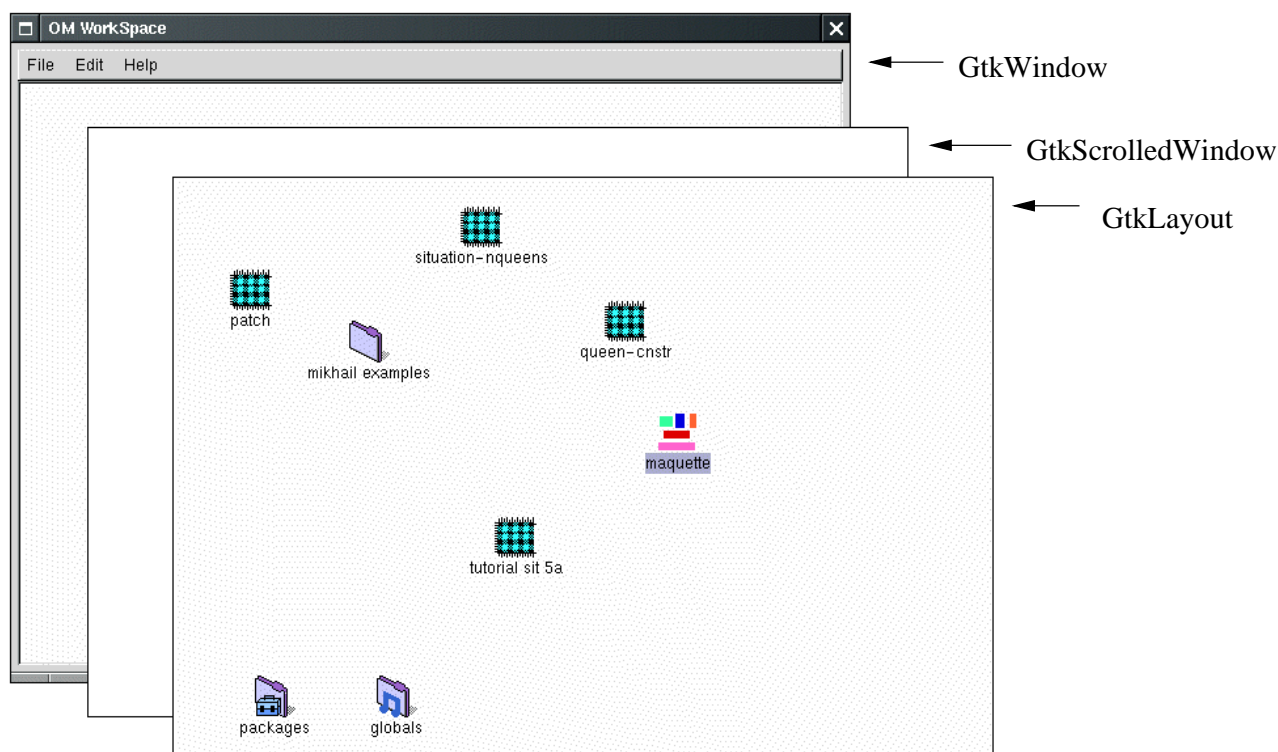 OM WorkSpace
File Edit Help
GtkWindow
GtkScrolledWindow
GtkLayout
situation-nqueens
patch
queen-cnstr
mikhail examples
maquette
tutorial sit 5a
packages
globals